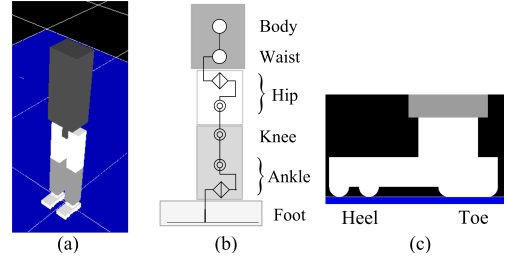 Body
Waist
Hip
Knee
Ankle
Foot
Heel Toe
(a) (b) (c)